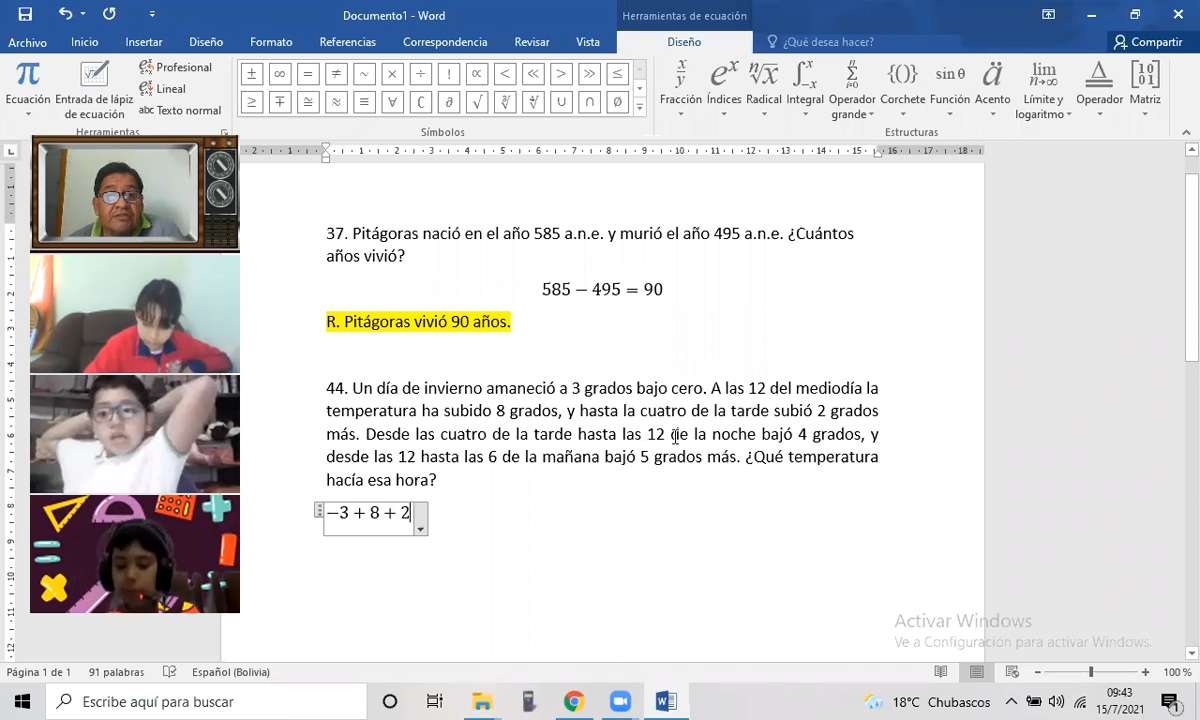 Documento1 - Word
Herramientas de ecuación
Archivo Inicio Insertar Diseño Formato Referencias Correspondencia Revisar Vista Diseño ¿Qué desea hacer? Compartir
Ecuación
Entrada de lápiz de ecuación
Profesional
Lineal
abc Texto normal
± ∞ = ≠ ~ × ÷ ! ∝ < ≪ > ≫ ≤
≥ ∓ ≅ ≈ ≡ ∀ ∁ ∂ √ ∛ ∜ ∪ ∩ ∅
Fracción Índices Radical Integral Operador grande Corchete Función Acento Límite y logaritmo Operador Matriz
Herramientas Símbolos Estructuras
37. Pitágoras nació en el año 585 a.n.e. y murió el año 495 a.n.e. ¿Cuántos
años vivió?
585 − 495 = 90
R. Pitágoras vivió 90 años.
44. Un día de invierno amaneció a 3 grados bajo cero. A las 12 del mediodía la
temperatura ha subido 8 grados, y hasta la cuatro de la tarde subió 2 grados
más. Desde las cuatro de la tarde hasta las 12 de la noche bajó 4 grados, y
desde las 12 hasta las 6 de la mañana bajó 5 grados más. ¿Qué temperatura
hacía esa hora?
−3 + 8 + 2
Activar Windows
Ve a Configuración para activar Windows.
Página 1 de 1 91 palabras Español (Bolivia) 100 %
Escribe aquí para buscar
18°C Chubascos
09:43
15/7/2021